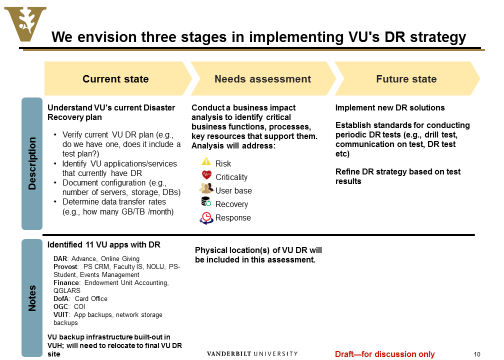 We envision three stages in implementing VU's DR strategy
Current state
Needs assessment
Future state
Description
Understand VU's current Disaster
Recovery plan
• Verify current VU DR plan (e.g.,
do we have one, does it include a
test plan?)
• Identify VU applications/services
that currently have DR
• Document configuration (e.g.,
number of servers, storage, DBs)
• Determine data transfer rates
(e.g., how many GB/TB /month)
Conduct a business impact
analysis to identify critical
business functions, processes,
key resources that support them.
Analysis will address:
Risk
Criticality
User base
Recovery
Response
Implement new DR solutions
Establish standards for conducting
periodic DR tests (e.g., drill test,
communication on test, DR test
etc)
Refine DR strategy based on test
results
Notes
Identified 11 VU apps with DR
DAR: Advance, Online Giving
Provost: PS CRM, Faculty IS, NOLU, PS-
Student, Events Management
Finance: Endowment Unit Accounting,
QGLARS
DofA: Card Office
OGC: COI
VUIT: App backups, network storage
backups
VU backup infrastructure built-out in
VUH; will need to relocate to final VU DR
site
Physical location(s) of VU DR will
be included in this assessment.
VANDERBILT UNIVERSITY
Draft—for discussion only
10